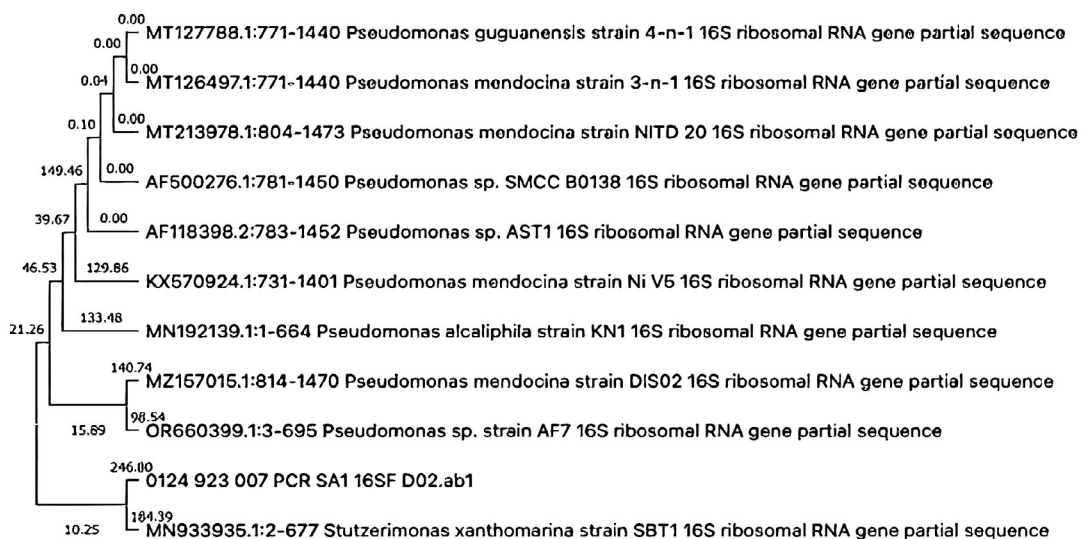 0.00
MT127788.1:771-1440 Pseudomonas guguanensis strain 4-n-1 16S ribosomal RNA gene partial sequence
0.00
0.00
MT126497.1:771-1440 Pseudomonas mendocina strain 3-n-1 16S ribosomal RNA gene partial sequence
0.04
0.00
MT213978.1:804-1473 Pseudomonas mendocina strain NITD 20 16S ribosomal RNA gene partial sequence
0.10
0.00
AF500276.1:781-1450 Pseudomonas sp. SMCC B0138 16S ribosomal RNA gene partial sequence
149.46
0.00
AF118398.2:783-1452 Pseudomonas sp. AST1 16S ribosomal RNA gene partial sequence
39.67
129.86
KX570924.1:731-1401 Pseudomonas mendocina strain Ni V5 16S ribosomal RNA gene partial sequence
46.53
133.48
MN192139.1:1-664 Pseudomonas alcaliphila strain KN1 16S ribosomal RNA gene partial sequence
21.26
140.74
MZ157015.1:814-1470 Pseudomonas mendocina strain DIS02 16S ribosomal RNA gene partial sequence
98.54
15.69
OR660399.1:3-695 Pseudomonas sp. strain AF7 16S ribosomal RNA gene partial sequence
246.80
0124 923 007 PCR SA1 16SF D02.ab1
184.39
10.25
MN933935.1:2-677 Stutzerimonas xanthomarina strain SBT1 16S ribosomal RNA gene partial sequence